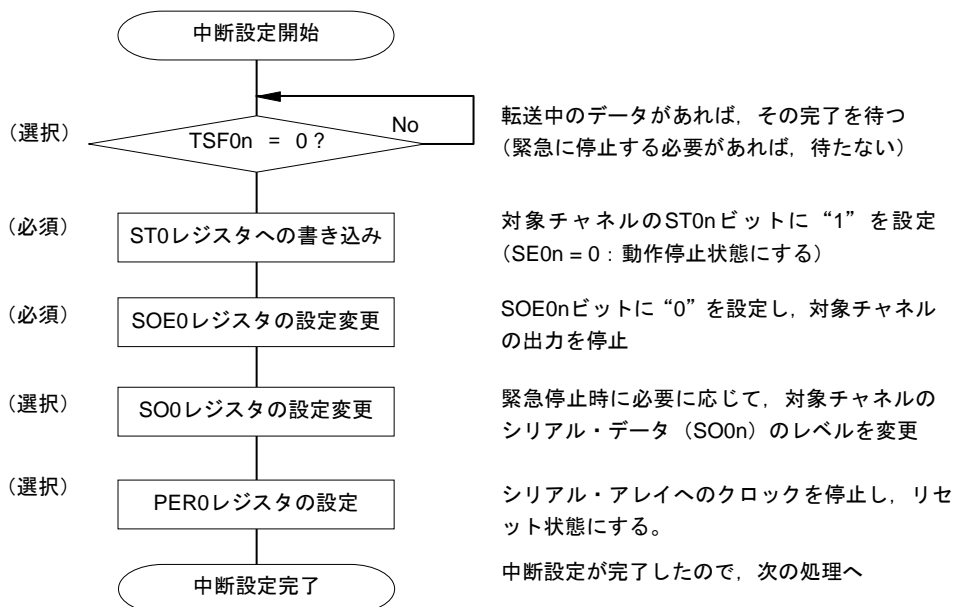 中断設定開始
（選択）
TSF0n = 0？
No
転送中のデータがあれば，その完了を待つ
（緊急に停止する必要があれば，待たない）
（必須）
ST0レジスタへの書き込み
対象チャネルのST0nビットに“1”を設定
（SE0n = 0：動作停止状態にする）
（必須）
SOE0レジスタの設定変更
SOE0nビットに“0”を設定し，対象チャネル
の出力を停止
（選択）
SO0レジスタの設定変更
緊急停止時に必要に応じて，対象チャネルの
シリアル・データ（SO0n）のレベルを変更
（選択）
PER0レジスタの設定
シリアル・アレイへのクロックを停止し，リセ
ット状態にする。
中断設定完了
中断設定が完了したので，次の処理へ